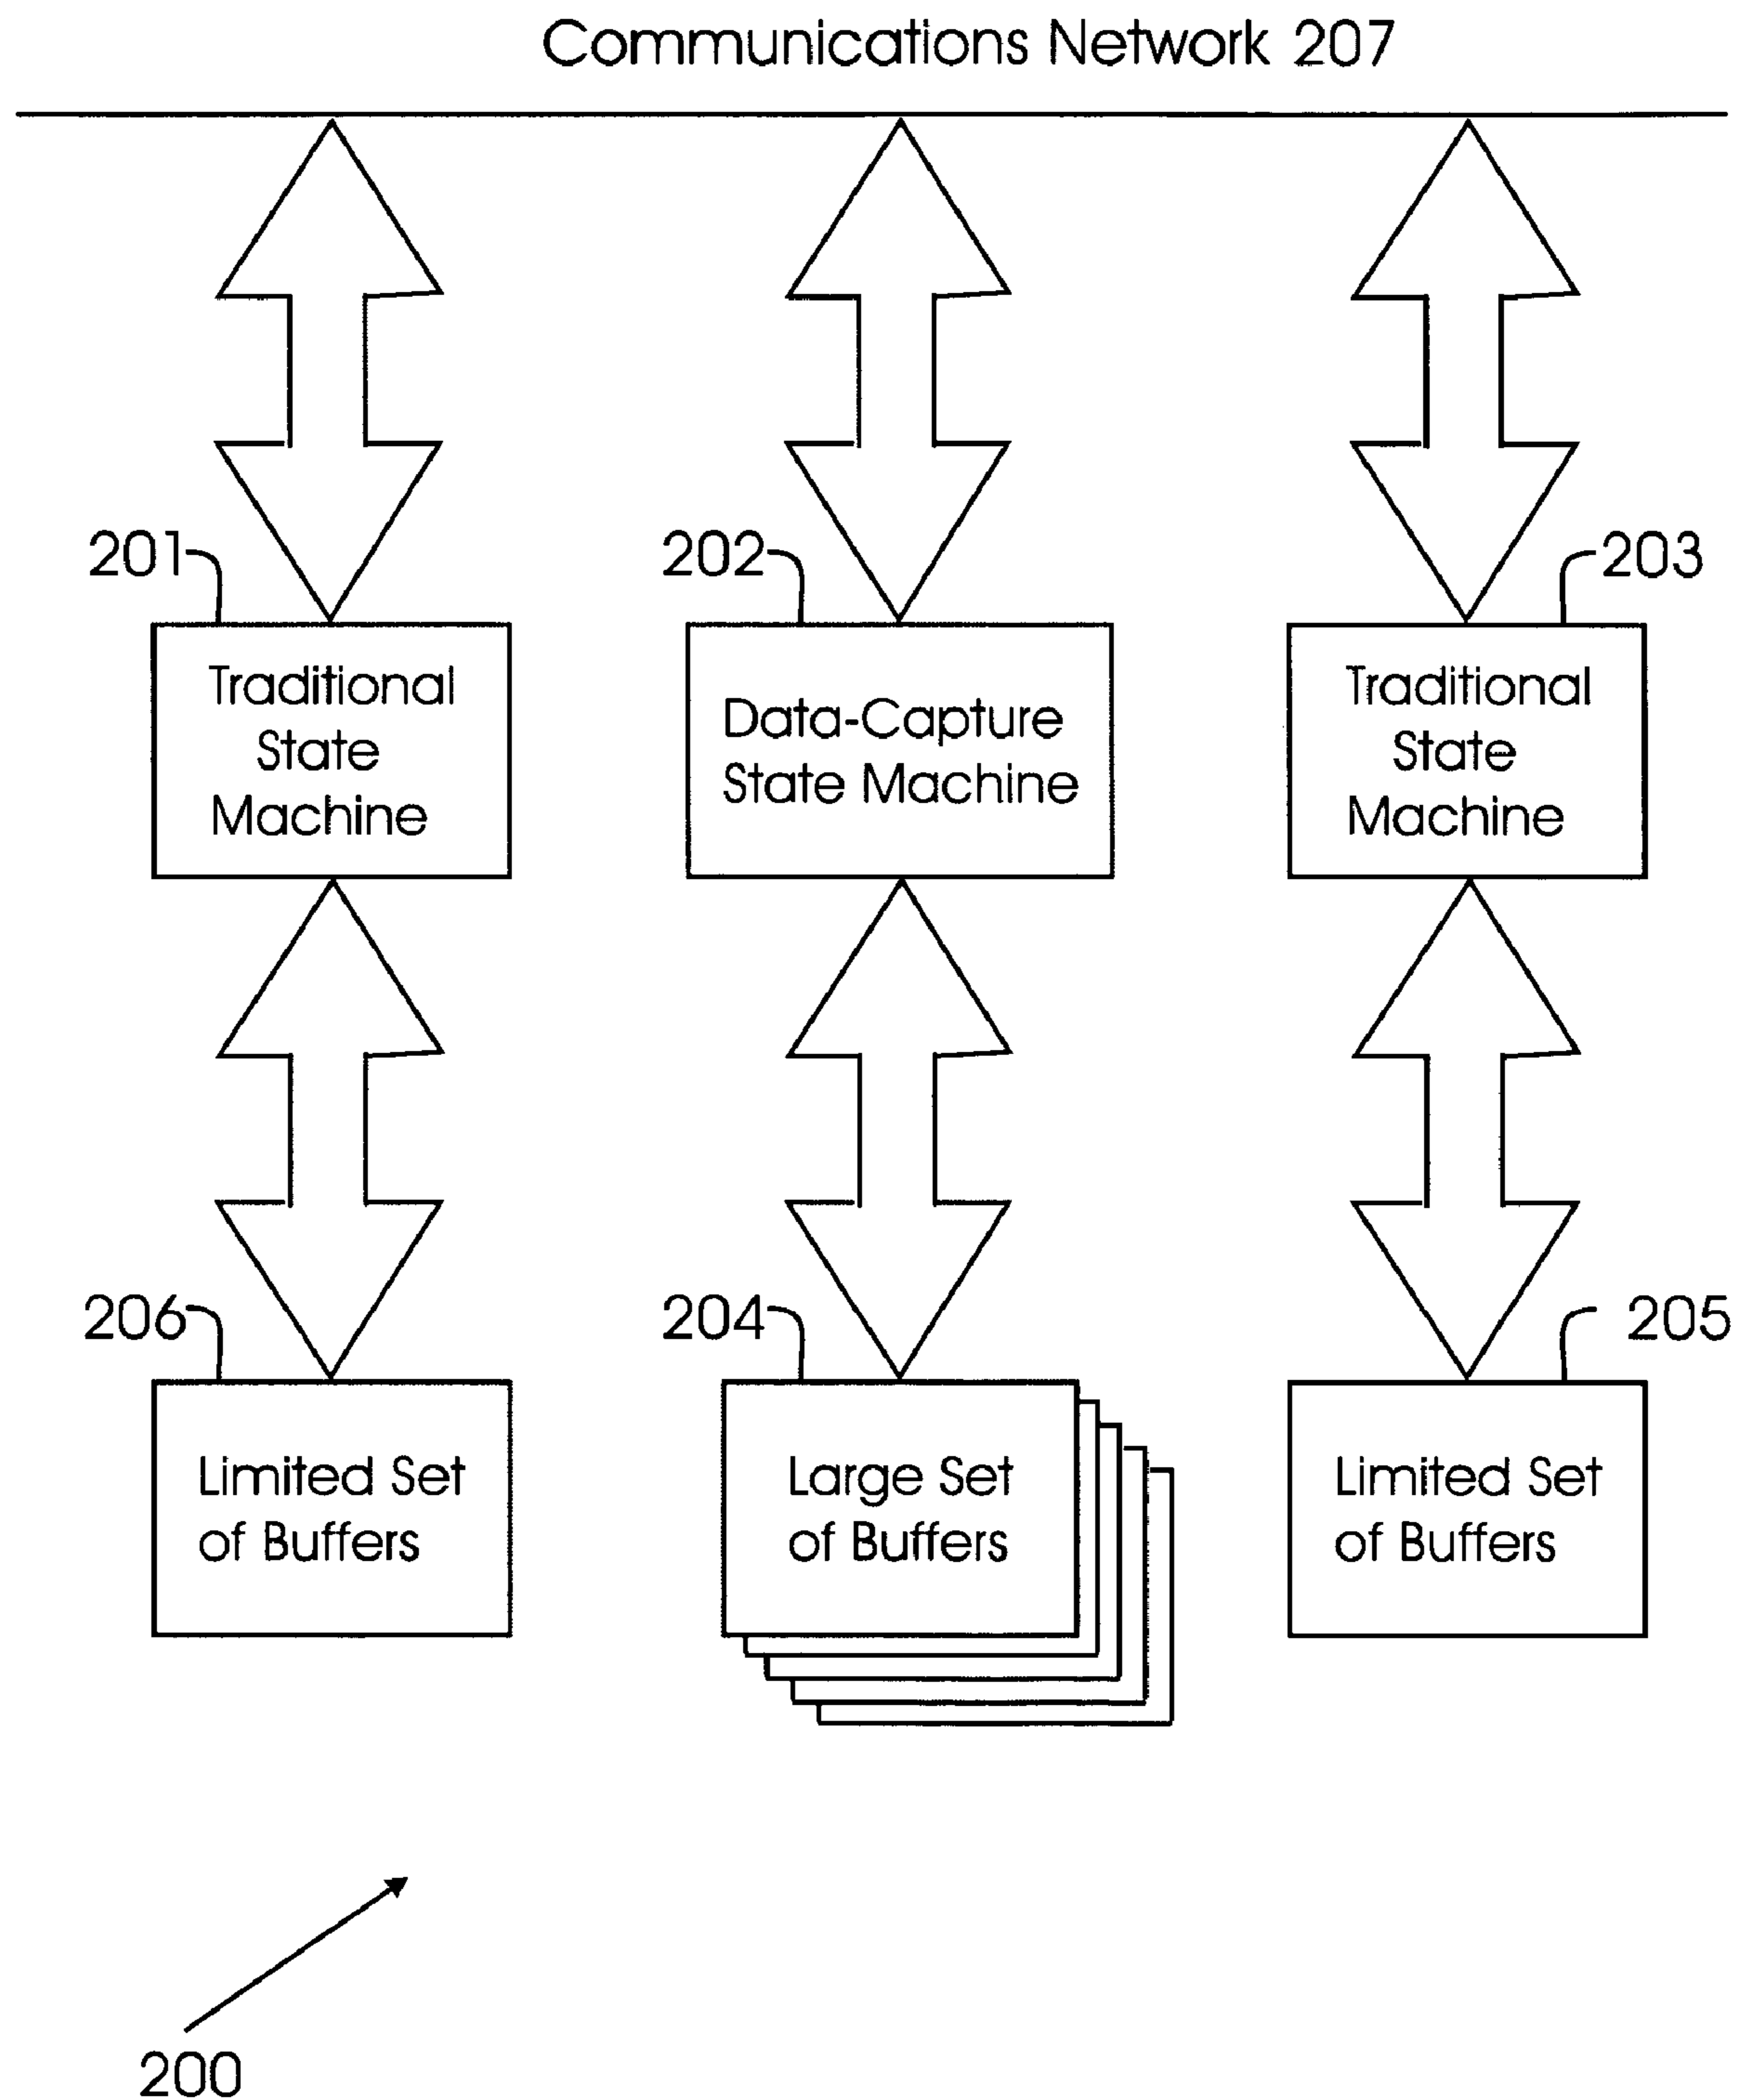 Communications Network 207
201
202
203
Traditional
State
Machine
Data-Capture
State Machine
Traditional
State
Machine
206
204
205
Limited Set
of Buffers
Large Set
of Buffers
Limited Set
of Buffers
200